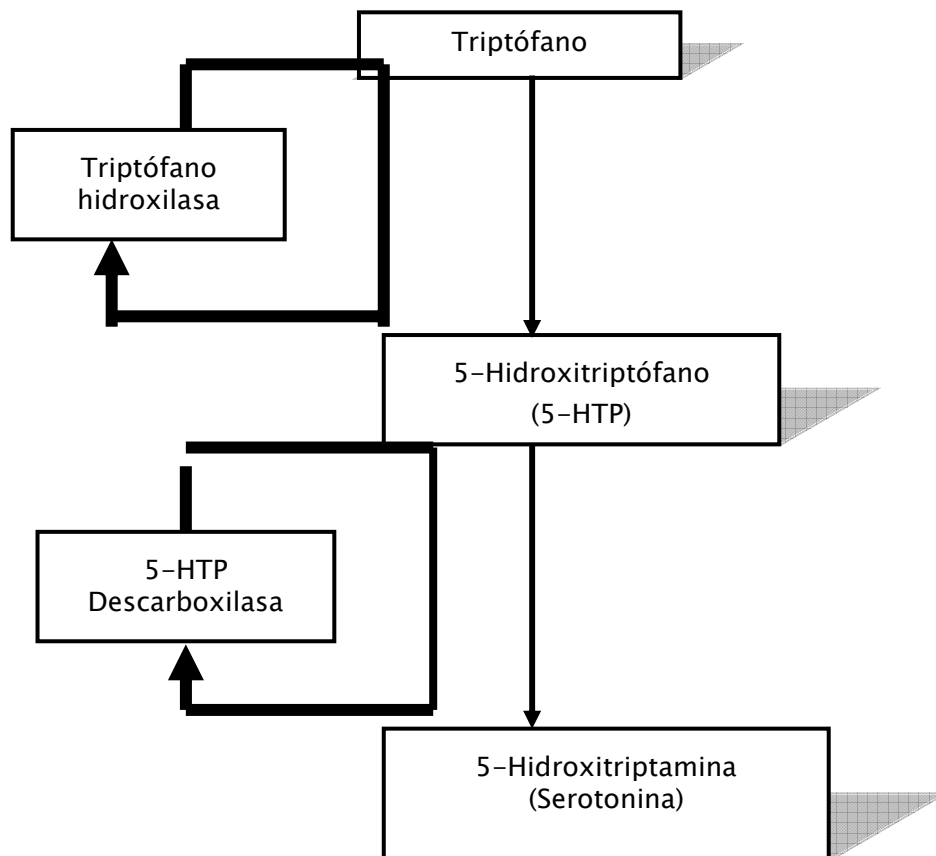 Triptófano
Triptófano
hidroxilasa
5-Hidroxitriptófano
(5-HTP)
5-HTP
Descarboxilasa
5-Hidroxitriptamina
(Serotonina)